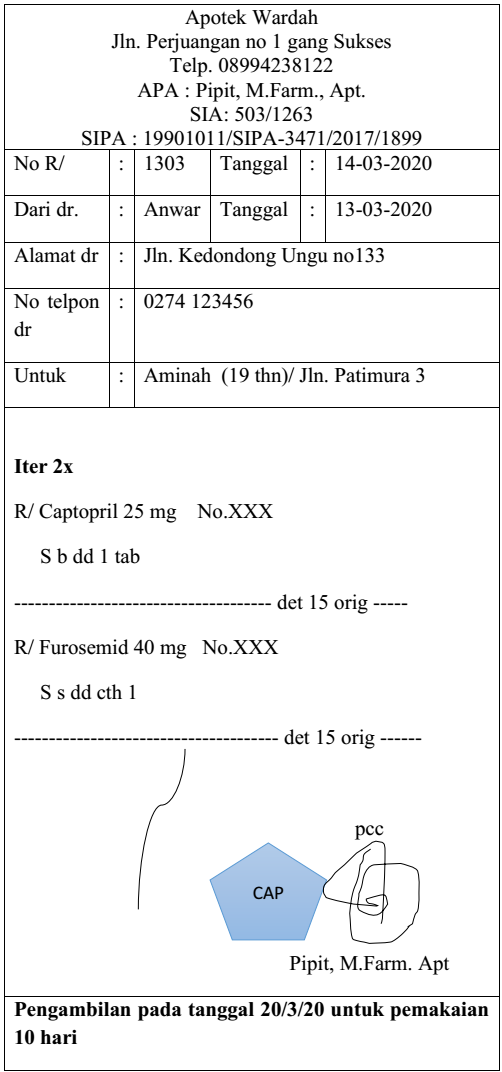 Apotek Wardah
Jln. Perjuangan no 1 gang Sukses
Telp. 08994238122
APA : Pipit, M.Farm., Apt.
SIA: 503/1263
SIPA : 19901011/SIPA-3471/2017/1899
No R/ : 1303 Tanggal : 14-03-2020
Dari dr. : Anwar Tanggal : 13-03-2020
Alamat dr : Jln. Kedondong Ungu no133
No telpon dr : 0274 123456
Untuk : Aminah (19 thn)/ Jln. Patimura 3
Iter 2x
R/ Captopril 25 mg No.XXX
S b dd 1 tab
------------------------------------- det 15 orig -----
R/ Furosemid 40 mg No.XXX
S s dd cth 1
-------------------------------------- det 15 orig ------
pcc
CAP
Pipit, M.Farm. Apt
Pengambilan pada tanggal 20/3/20 untuk pemakaian
10 hari